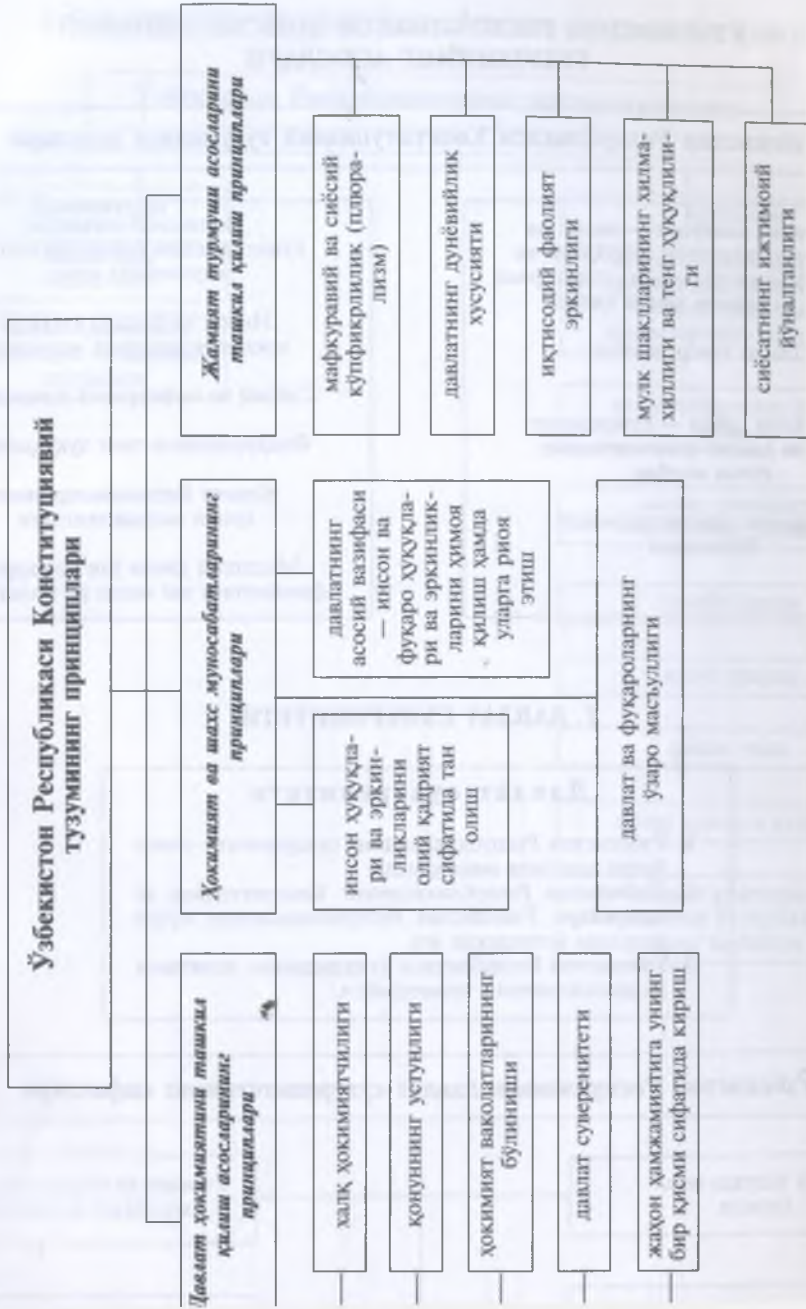 Ўзбекистон Республикаси Конституциявий
тузумининг принциплари
Давлат ҳокимиятини ташкил
қилиш асосларининг
принциплари
халқ ҳокимиятчилиги
қонуннинг устунлиги
ҳокимият ваколатларининг
бўлиниши
давлат суверенитети
жаҳон ҳамжамиятига унинг
бир қисми сифатида кириш
Ҳокимият ва шахс муносабатларининг
принциплари
инсон ҳуқуқла-
ри ва эркин-
ликларини
олий қадрият
сифатида тан
олиш
давлатнинг
асосий вазифаси
— инсон ва
фуқаро ҳуқуқла-
ри ва эркинлик-
ларини ҳимоя
қилиш ҳамда
уларга риоя
этиш
давлат ва фуқароларнинг
ўзаро масъуллиги
Жамият турмуши асосларини
ташкил қилиш принциплари
мафкуравий ва сиёсий
кўпфикрлилик (плюра-
лизм)
давлатнинг дунёвийлик
хусусияти
иқтисодий фаолият
эркинлиги
мулк шаклларининг хилма-
хиллиги ва тенг ҳуқуқлили-
ги
сиёсатнинг ижтимоий
йўналганлиги